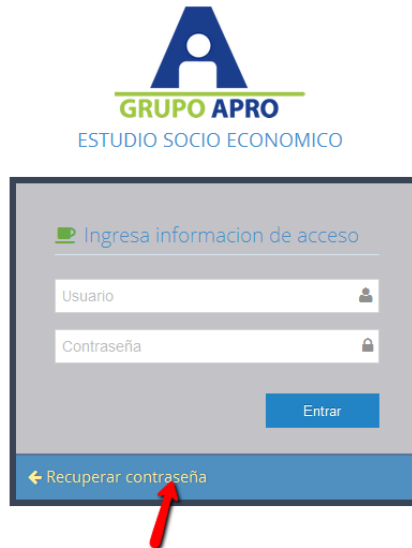 GRUPO APRO
ESTUDIO SOCIO ECONOMICO
Ingresa informacion de acceso
Usuario
Contraseña
Entrar
Recuperar contraseña